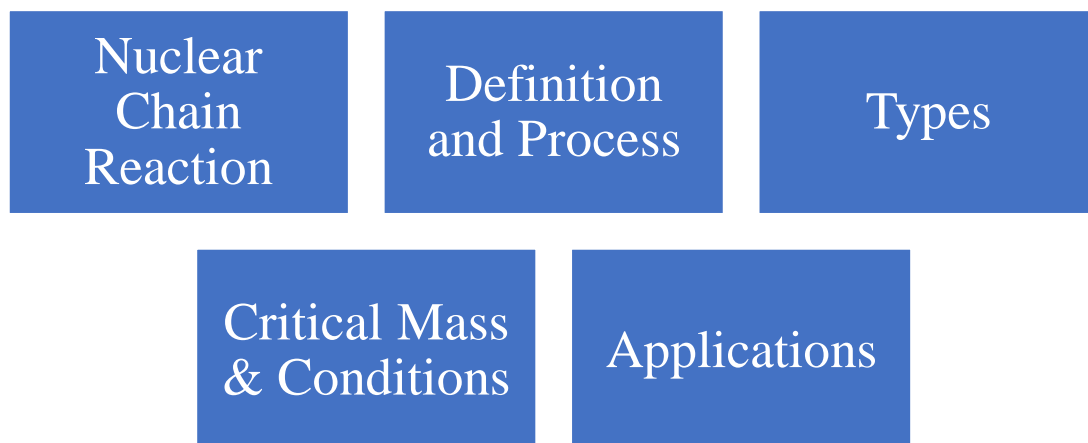 Nuclear
Chain
Reaction
Definition
and Process
Types
Critical Mass
& Conditions
Applications